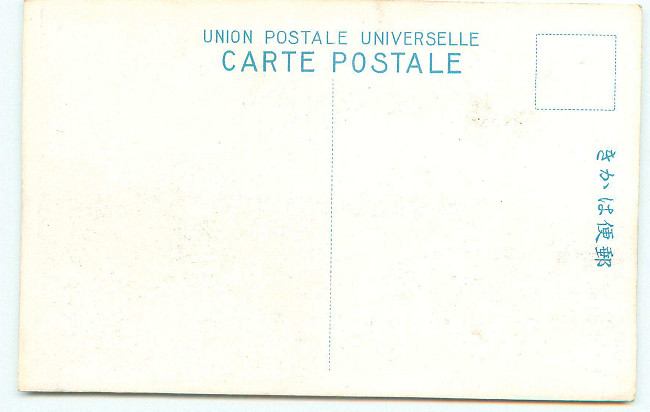 UNION POSTALE UNIVERSELLE
CARTE POSTALE
きかは便郵